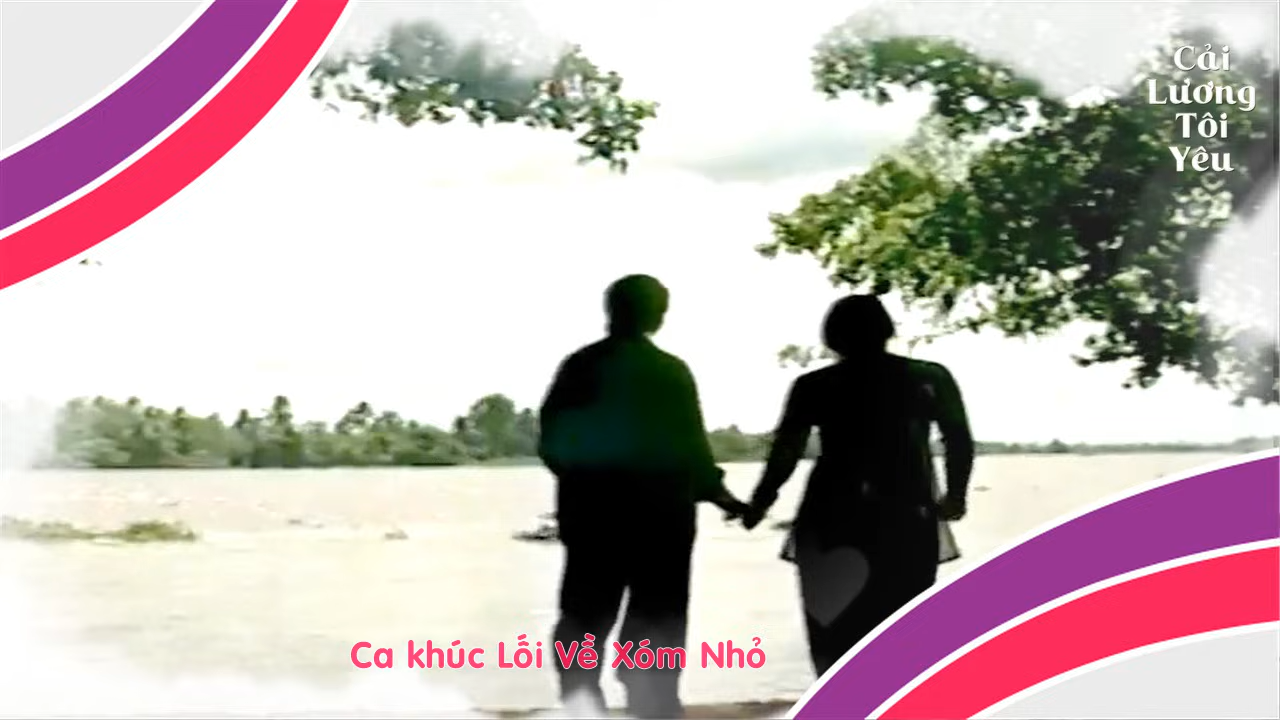 Cải
Lương
Tôi
Yêu
Ca khúc Lối Về Xóm Nhỏ